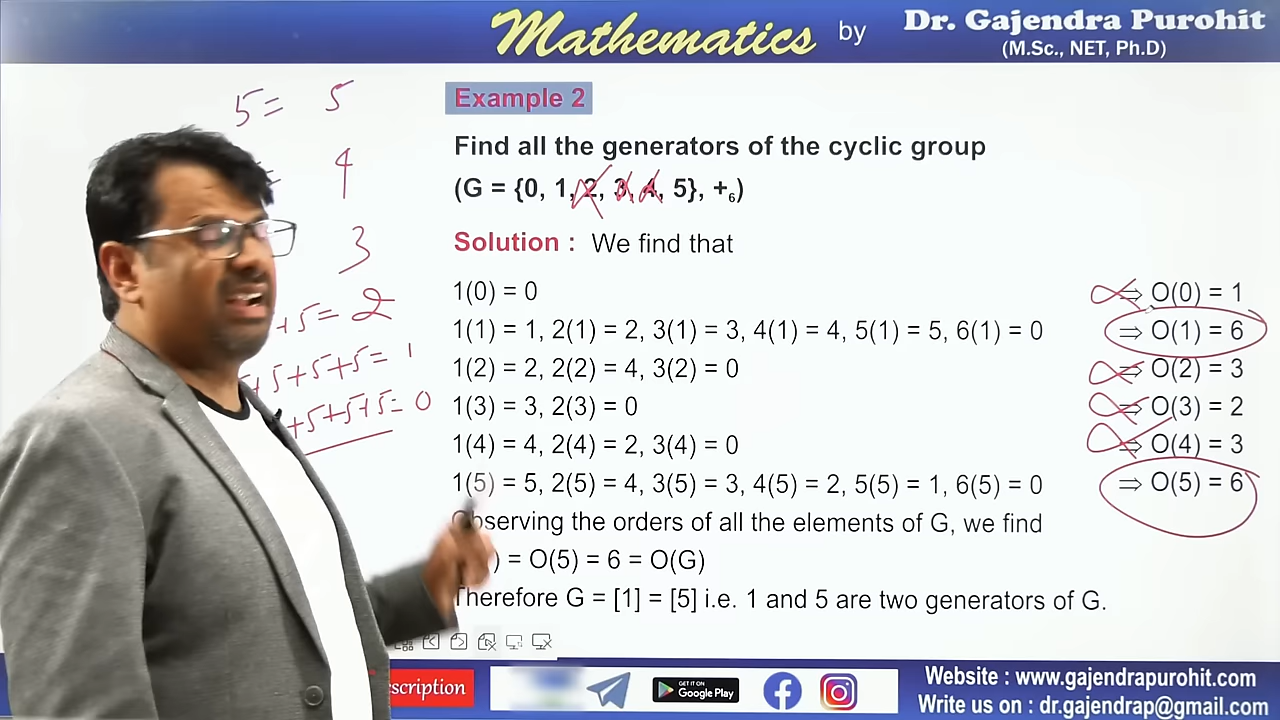 Mathematics by Dr. Gajendra Purohit
(M.Sc., NET, Ph.D)
5 = 5
= 4
3
+5 = 2
+5+5+5 = 1
+5+5+5 = 0
Example 2
Find all the generators of the cyclic group
(G = {0, 1, 2, 3, 4, 5}, +₆)
Solution : We find that
1(0) = 0 ⇒ O(0) = 1
1(1) = 1, 2(1) = 2, 3(1) = 3, 4(1) = 4, 5(1) = 5, 6(1) = 0 ⇒ O(1) = 6
1(2) = 2, 2(2) = 4, 3(2) = 0 ⇒ O(2) = 3
1(3) = 3, 2(3) = 0 ⇒ O(3) = 2
1(4) = 4, 2(4) = 2, 3(4) = 0 ⇒ O(4) = 3
1(5) = 5, 2(5) = 4, 3(5) = 3, 4(5) = 2, 5(5) = 1, 6(5) = 0 ⇒ O(5) = 6
Observing the orders of all the elements of G, we find
) = O(5) = 6 = O(G)
Therefore G = [1] = [5] i.e. 1 and 5 are two generators of G.
scription
GET IT ON
Google Play
Website : www.gajendrapurohit.com
Write us on : dr.gajendrap@gmail.com